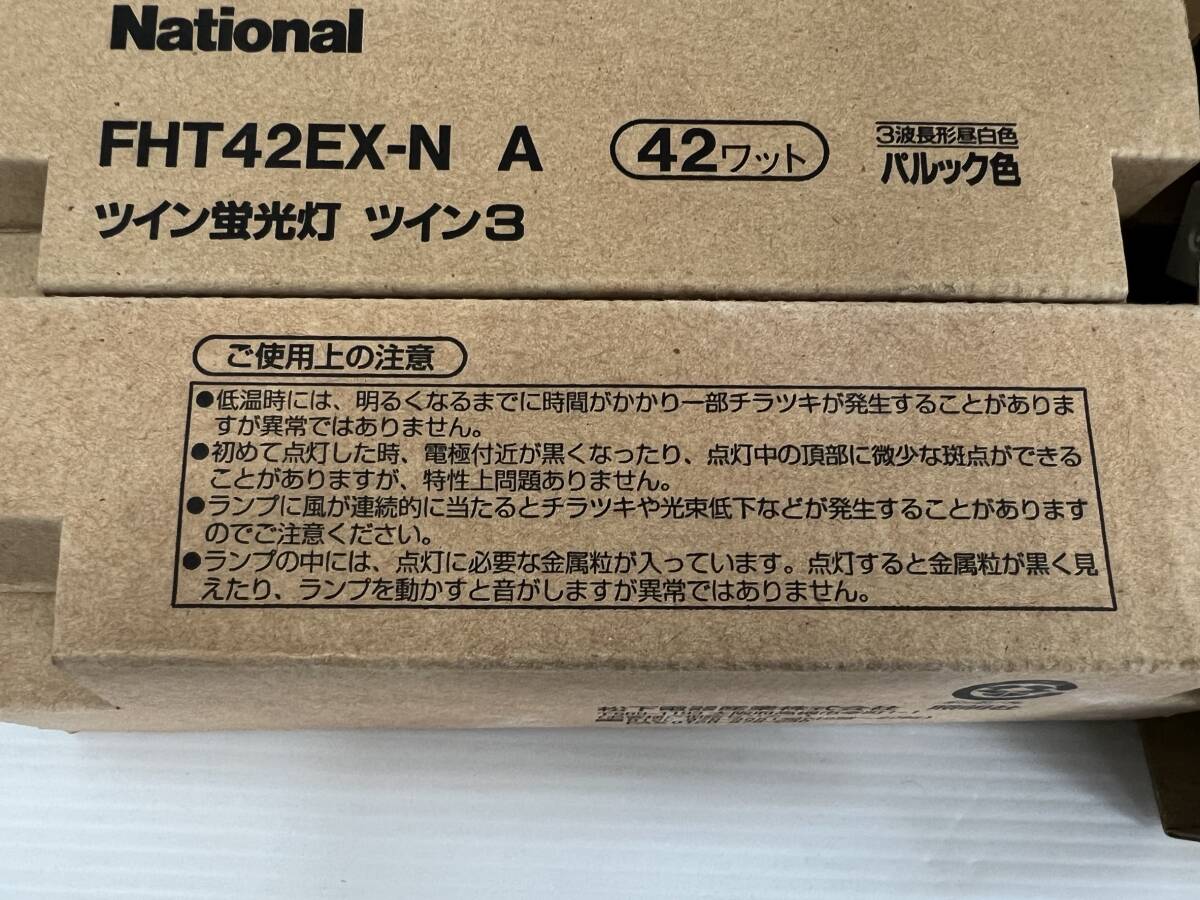 National
FHT42EX-N A
42ワット
3波長形昼白色
パルック色
ツイン蛍光灯 ツイン3
ご使用上の注意
●低温時には、明るくなるまでに時間がかかり一部チラツキが発生することがありま
すが異常ではありません。
●初めて点灯した時、電極付近が黒くなったり、点灯中の頂部に微少な斑点ができる
ことがありますが、特性上問題ありません。
●ランプに風が連続的に当たるとチラツキや光束低下などが発生することがあります
のでご注意ください。
●ランプの中には、点灯に必要な金属粒が入っています。点灯すると金属粒が黒く見
えたり、ランプを動かすと音がしますが異常ではありません。
松下電器産業株式会社